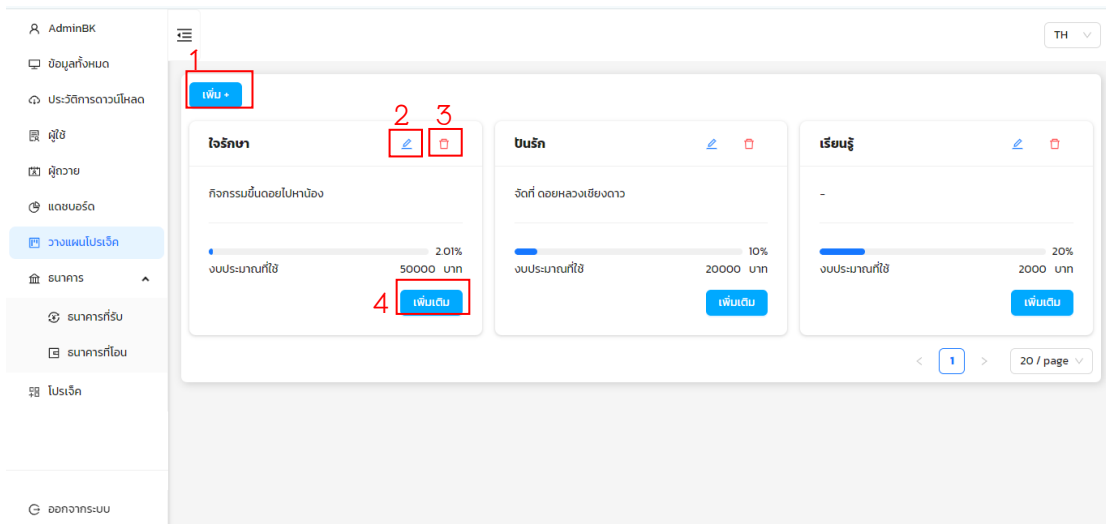 AdminBK
TH
ข้อมูลทั้งหมด
ประวัติการดาวน์โหลด
ผู้ใช้
ผู้ถวาย
แดชบอร์ด
วางแผนโปรเจ็ค
ธนาคาร
ธนาคารที่รับ
ธนาคารที่โอน
โปรเจ็ค
ออกจากระบบ
1
เพิ่ม +
2 3
ใจรักษา
กิจกรรมขึ้นดอยไปหาน้อง
2.01%
งบประมาณที่ใช้ 50000 บาท
4 เพิ่มเติม
ปันรัก
จัดที่ ดอยหลวงเชียงดาว
10%
งบประมาณที่ใช้ 20000 บาท
เพิ่มเติม
เรียนรู้
-
20%
งบประมาณที่ใช้ 2000 บาท
เพิ่มเติม
< 1 > 20 / page